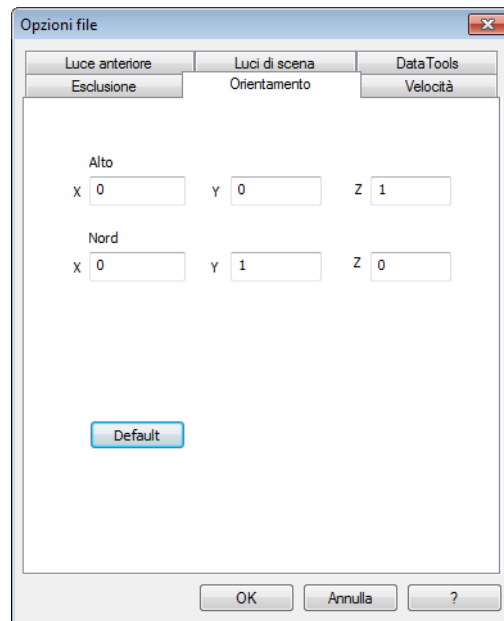 Opzioni file
Luce anteriore Luci di scena DataTools
Esclusione Orientamento Velocità
Alto
X 0 Y 0 Z 1
Nord
X 0 Y 1 Z 0
Default
OK Annulla ?